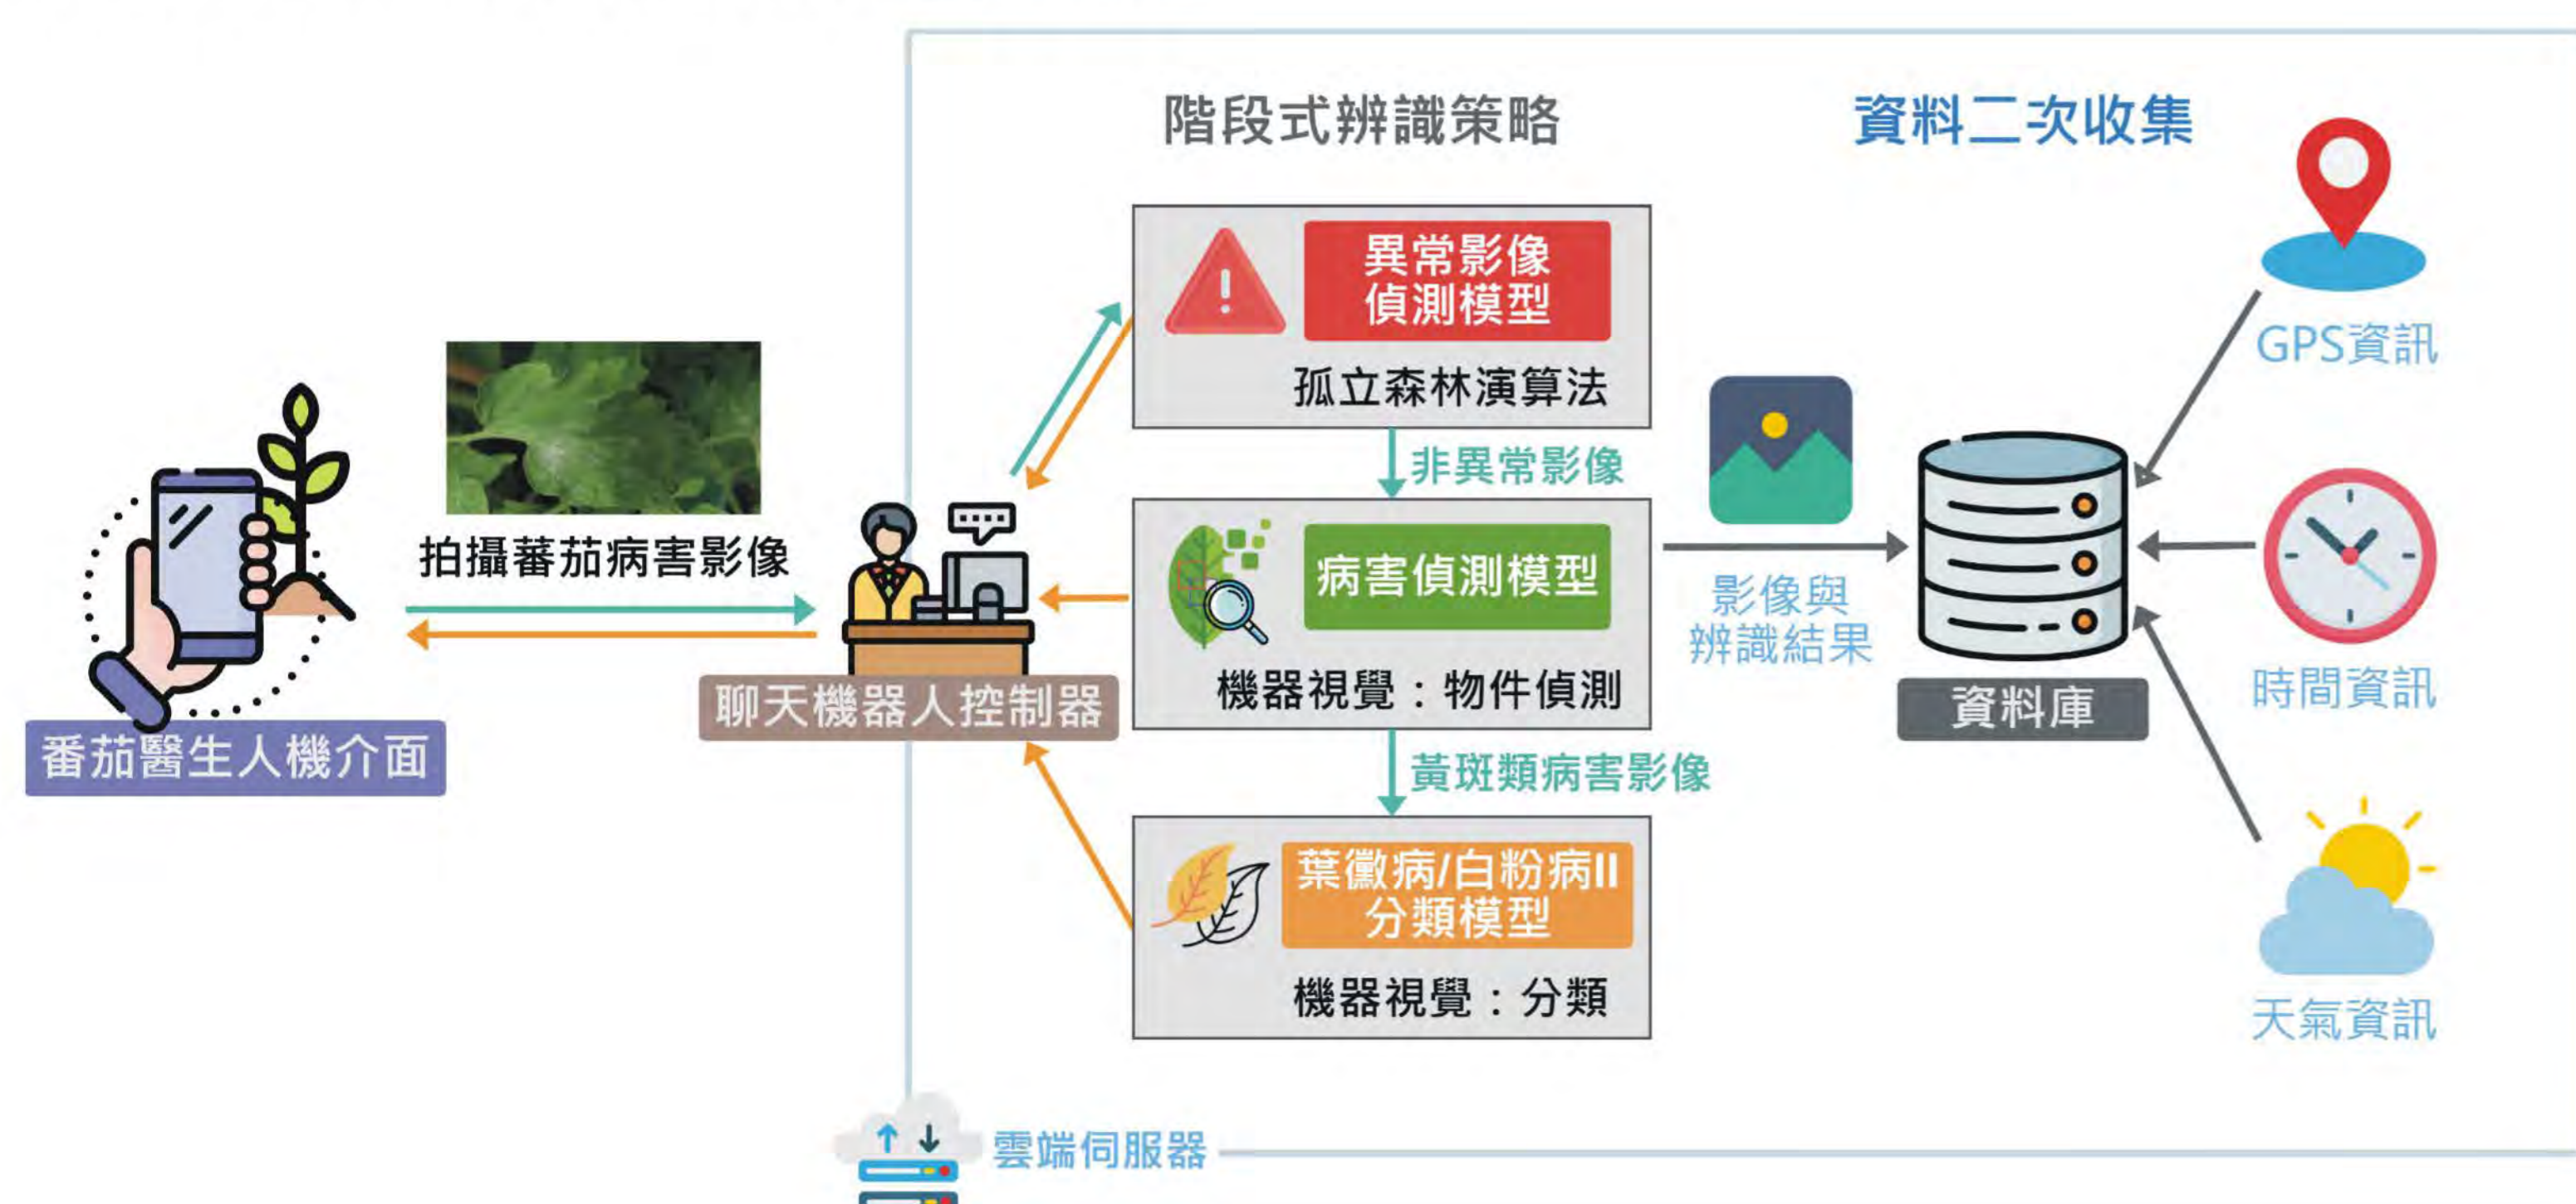 階段式辨識策略
資料二次收集
異常影像
偵測模型
孤立森林演算法
非異常影像
病害偵測模型
機器視覺：物件偵測
黃斑類病害影像
葉黴病/白粉病II
分類模型
機器視覺：分類
拍攝蕃茄病害影像
番茄醫生人機介面
聊天機器人控制器
影像與
辨識結果
資料庫
GPS資訊
時間資訊
天氣資訊
雲端伺服器